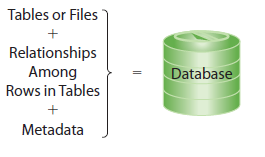 Tables or Files
+
Relationships
Among
Rows in Tables
+
Metadata
=
Database